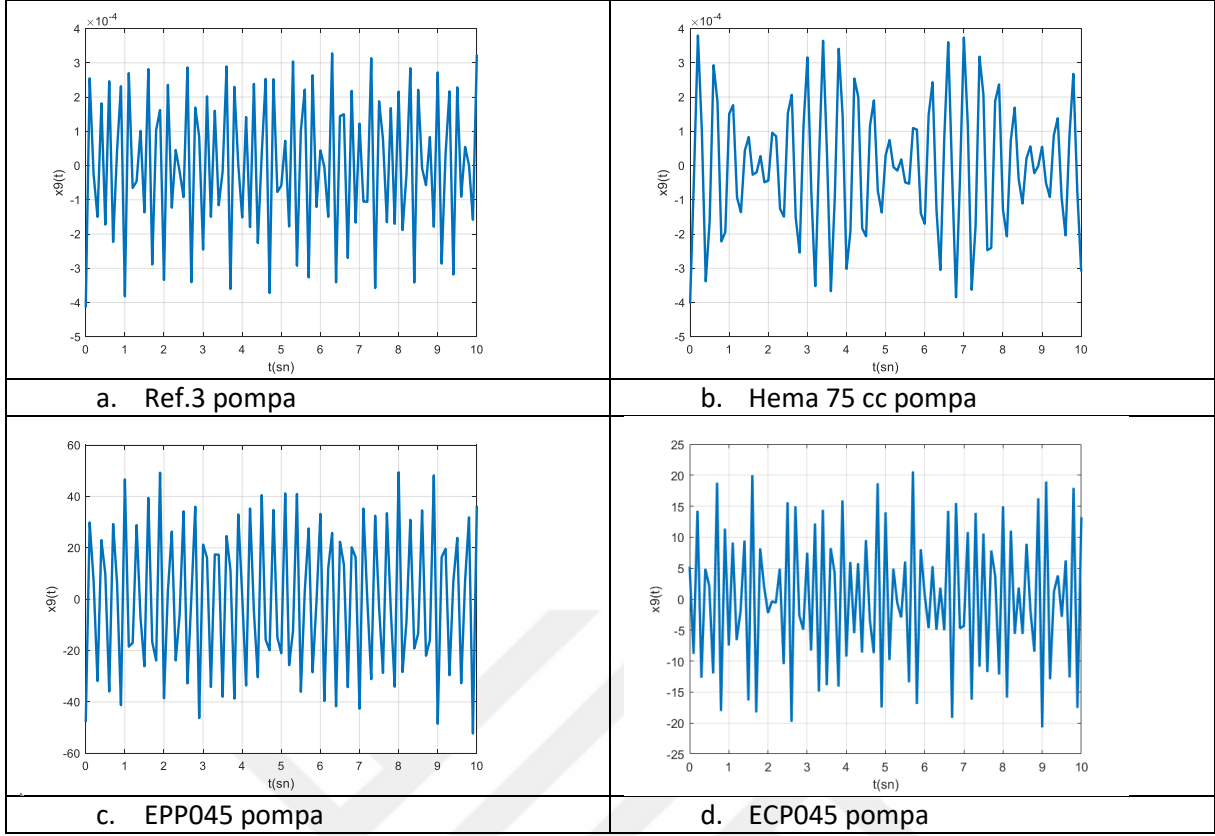 ×10⁻⁴
4
3
2
1
0
-1
-2
-3
-4
-5
x9(t)
0 1 2 3 4 5 6 7 8 9 10
t(sn)
×10⁻⁴
4
3
2
1
0
-1
-2
-3
-4
-5
x9(t)
0 1 2 3 4 5 6 7 8 9 10
t(sn)
a. Ref.3 pompa
b. Hema 75 cc pompa
60
40
20
0
-20
-40
-60
x9(t)
0 1 2 3 4 5 6 7 8 9 10
t(sn)
25
20
15
10
5
0
-5
-10
-15
-20
-25
x9(t)
0 1 2 3 4 5 6 7 8 9 10
t(sn)
c. EPP045 pompa
d. ECP045 pompa